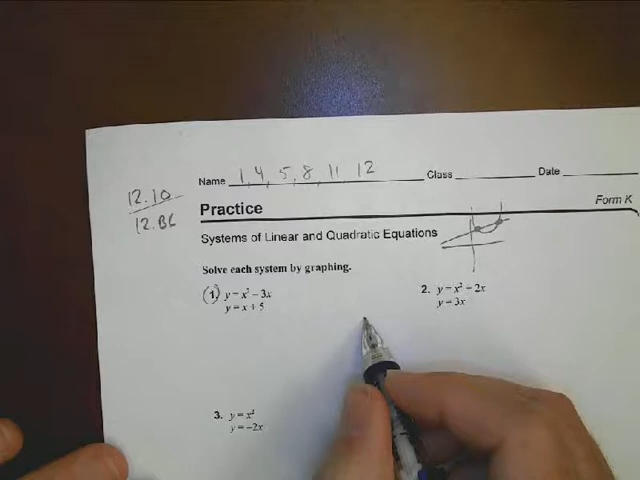 12.10
12.BC
Name 1, 4, 5, 8, 11 12 Class Date
Practice Form K
Systems of Linear and Quadratic Equations
Solve each system by graphing.
1. y = x² − 3x
y = x + 5
2. y = x² − 2x
y = 3x
3. y = x²
y = −2x